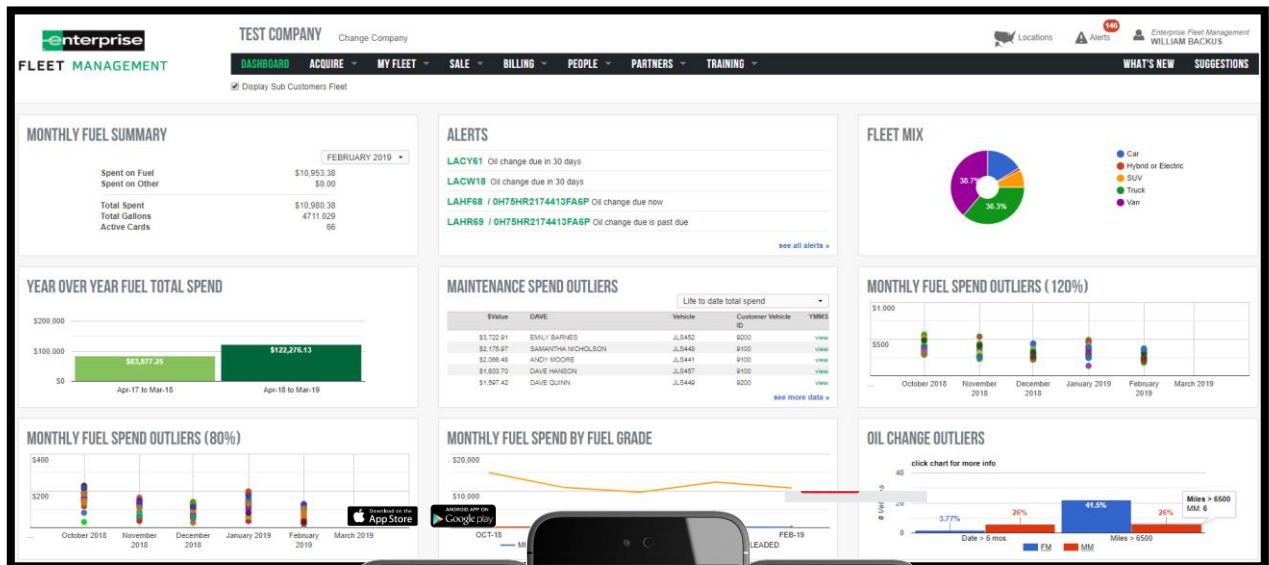 enterprise
FLEET MANAGEMENT
TEST COMPANY Change Company
Locations
146
Alerts
Enterprise Fleet Management
WILLIAM BACKUS
DASHBOARD ACQUIRE MY FLEET SALE BILLING PEOPLE PARTNERS TRAINING WHAT'S NEW SUGGESTIONS
Display Sub Customers Fleet
MONTHLY FUEL SUMMARY
FEBRUARY 2019
Spent on Fuel $10,953.38
Spent on Other $0.00
Total Spent $10,980.38
Total Gallons 4711.029
Active Cards 66
ALERTS
LACY61 Oil change due in 30 days
LACW18 Oil change due in 30 days
LAHF68 / 0H75HR2174413FA6P Oil change due now
LAHR69 / 0H75HR2174413FA6P Oil change due is past due
see all alerts »
FLEET MIX
38.7%
36.3%
Car
Hybrid or Electric
SUV
Truck
Van
YEAR OVER YEAR FUEL TOTAL SPEND
$200,000
$100,000
$0
$83,877.25
$122,276.13
Apr-17 to Mar-18
Apr-18 to Mar-19
MAINTENANCE SPEND OUTLIERS
Life to date total spend
$Value DAVE Vehicle Customer Vehicle ID YMMS
$3,722.91 EMILY BARNES JLS452 9200 view
$2,175.97 SAMANTHA NICHOLSON JLS448 9100 view
$2,066.48 ANDY MOORE JLS441 9100 view
$1,633.70 DAVE HANSON JLS457 9100 view
$1,597.42 DAVE QUINN JLS449 9200 view
see more data »
MONTHLY FUEL SPEND OUTLIERS (120%)
$1,000
$500
...
October 2018
November 2018
December 2018
January 2019
February 2019
March 2019
MONTHLY FUEL SPEND OUTLIERS (80%)
$400
$200
...
October 2018
November 2018
December 2018
January 2019
February 2019
March 2019
Download on the
App Store
ANDROID APP ON
Google play
MONTHLY FUEL SPEND BY FUEL GRADE
$20,000
$10,000
OCT-18
FEB-19
OIL CHANGE OUTLIERS
click chart for more info
40
20
0
3.77%
26%
41.5%
26%
Miles > 6500
MM: 6
Date > 6 mos.
Miles > 6500
FM MM